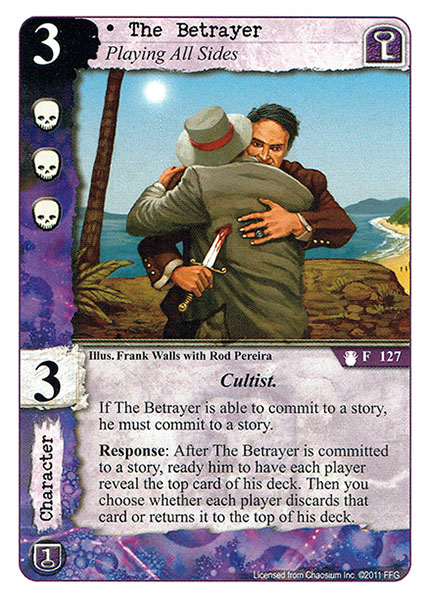 3
• The Betrayer
Playing All Sides
Illus. Frank Walls with Rod Pereira
F 127
3
Cultist.
If The Betrayer is able to commit to a story,
he must commit to a story.
Response: After The Betrayer is committed
to a story, ready him to have each player
reveal the top card of his deck. Then you
choose whether each player discards that
card or returns it to the top of his deck.
Character
1
Licensed from Chaosium Inc. ©2011 FFG